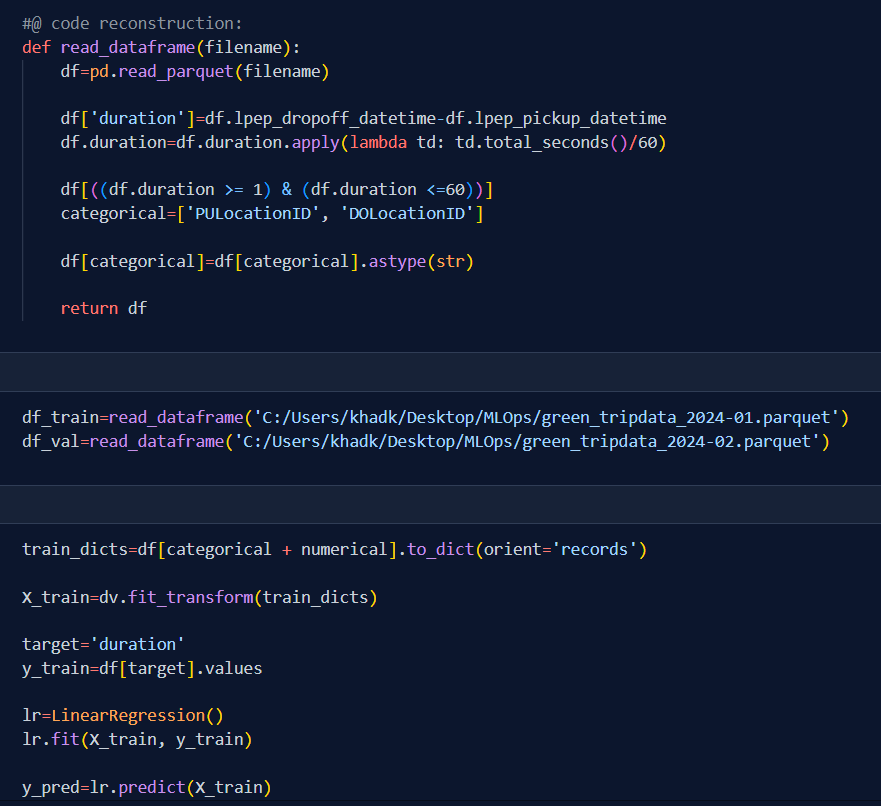 #@ code reconstruction:
def read_dataframe(filename):
    df=pd.read_parquet(filename)
    df['duration']=df.lpep_dropoff_datetime-df.lpep_pickup_datetime
    df.duration=df.duration.apply(lambda td: td.total_seconds()/60)
    df[((df.duration >= 1) & (df.duration <=60))]
    categorical=['PULocationID', 'DOLocationID']
    df[categorical]=df[categorical].astype(str)
    return df
df_train=read_dataframe('C:/Users/khadk/Desktop/MLOps/green_tripdata_2024-01.parquet')
df_val=read_dataframe('C:/Users/khadk/Desktop/MLOps/green_tripdata_2024-02.parquet')
train_dicts=df[categorical + numerical].to_dict(orient='records')
X_train=dv.fit_transform(train_dicts)
target='duration'
y_train=df[target].values
lr=LinearRegression()
lr.fit(X_train, y_train)
y_pred=lr.predict(X_train)